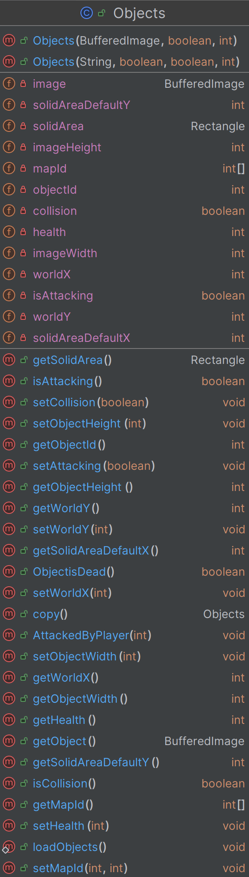 Objects
Objects(BufferedImage, boolean, int)
Objects(String, boolean, boolean, int)
image BufferedImage
solidAreaDefaultY int
solidArea Rectangle
imageHeight int
mapId int[]
objectId int
collision boolean
health int
imageWidth int
worldX int
isAttacking boolean
worldY int
solidAreaDefaultX int
getSolidArea() Rectangle
isAttacking() boolean
setCollision(boolean) void
setObjectHeight (int) void
getObjectId() int
setAttacking(boolean) void
getObjectHeight () int
getWorldY() int
setWorldY(int) void
getSolidAreaDefaultX() int
ObjectisDead() boolean
setWorldX(int) void
copy() Objects
AttackedByPlayer(int) void
setObjectWidth(int) void
getWorldX() int
getObjectWidth() int
getHealth () int
getObject() BufferedImage
getSolidAreaDefaultY() int
isCollision() boolean
getMapId() int[]
setHealth (int) void
loadObjects() void
setMapId(int, int) void